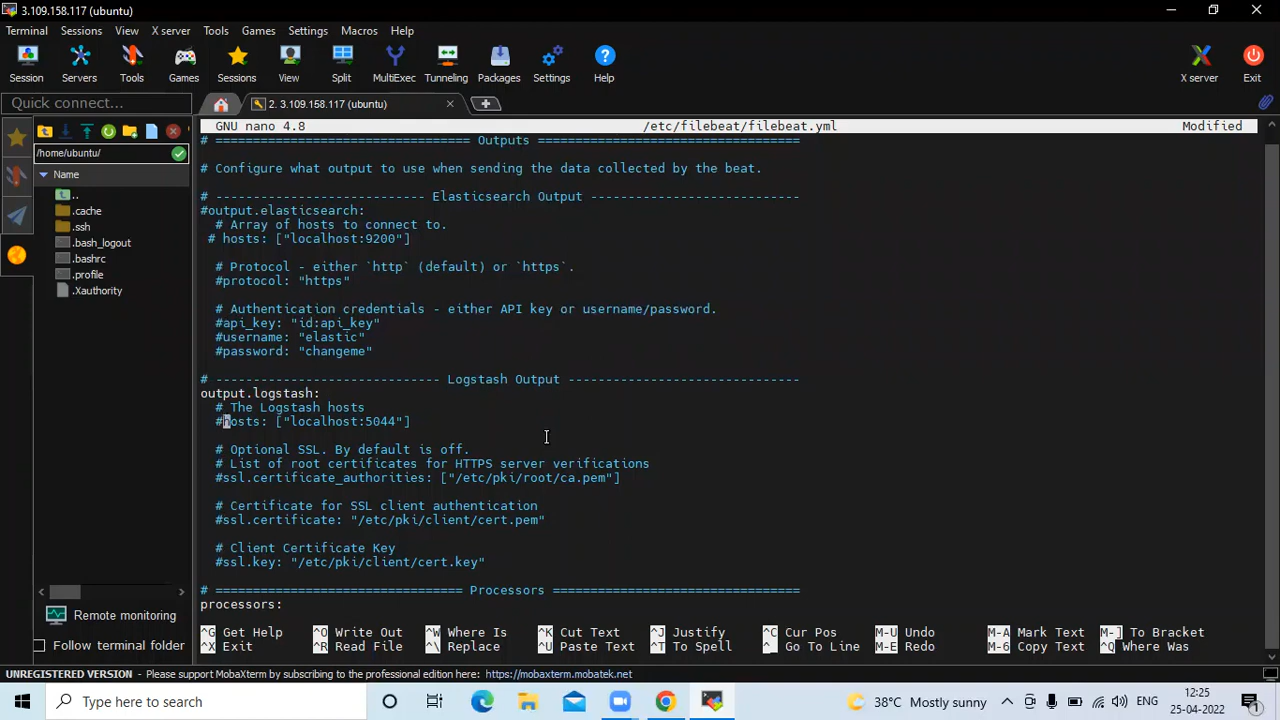 3.109.158.117 (ubuntu)
Terminal Sessions View X server Tools Games Settings Macros Help
Session Servers Tools Games Sessions View Split MultiExec Tunneling Packages Settings Help X server Exit
Quick connect...
2. 3.109.158.117 (ubuntu)
/home/ubuntu/
Name
..
.cache
.ssh
.bash_logout
.bashrc
.profile
.Xauthority
Remote monitoring
Follow terminal folder
GNU nano 4.8 /etc/filebeat/filebeat.yml Modified
# ================================== Outputs ===================================
# Configure what output to use when sending the data collected by the beat.
# ---------------------------- Elasticsearch Output ----------------------------
#output.elasticsearch:
# Array of hosts to connect to.
# hosts: ["localhost:9200"]
# Protocol - either `http` (default) or `https`.
#protocol: "https"
# Authentication credentials - either API key or username/password.
#api_key: "id:api_key"
#username: "elastic"
#password: "changeme"
# ------------------------------ Logstash Output -------------------------------
output.logstash:
# The Logstash hosts
#hosts: ["localhost:5044"]
# Optional SSL. By default is off.
# List of root certificates for HTTPS server verifications
#ssl.certificate_authorities: ["/etc/pki/root/ca.pem"]
# Certificate for SSL client authentication
#ssl.certificate: "/etc/pki/client/cert.pem"
# Client Certificate Key
#ssl.key: "/etc/pki/client/cert.key"
# ================================= Processors =================================
processors:
^G Get Help ^O Write Out ^W Where Is ^K Cut Text ^J Justify ^C Cur Pos M-U Undo M-A Mark Text M-] To Bracket
^X Exit ^R Read File ^\ Replace ^U Paste Text ^T To Spell ^_ Go To Line M-E Redo M-6 Copy Text ^Q Where Was
UNREGISTERED VERSION - Please support MobaXterm by subscribing to the professional edition here: https://mobaxterm.mobatek.net
Type here to search
38°C Mostly sunny
ENG
12:25
25-04-2022
1